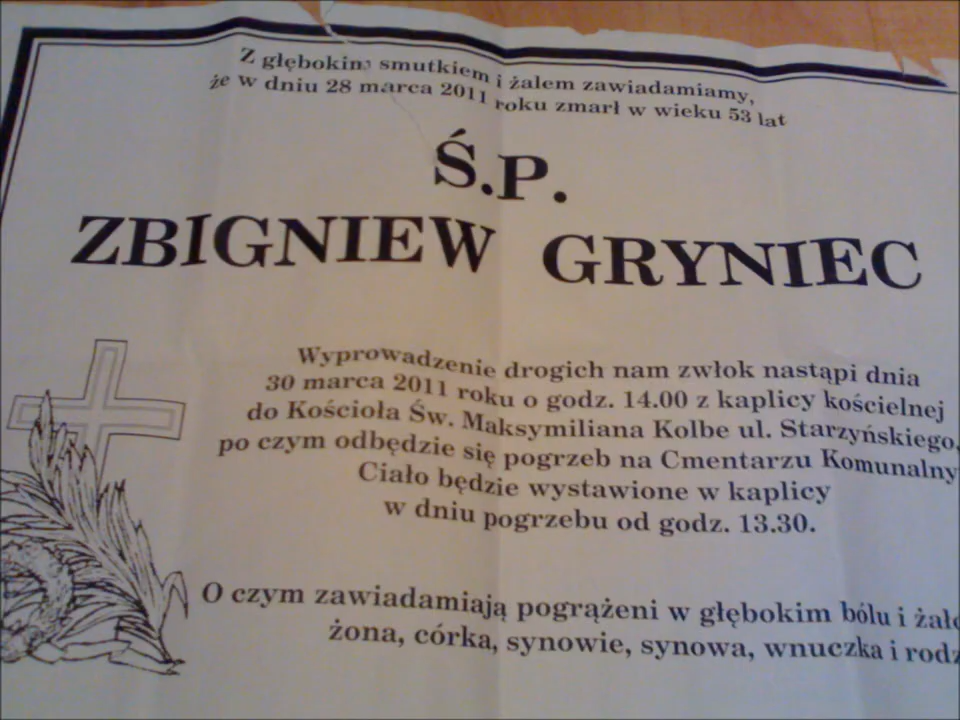 Z głębokim smutkiem i żalem zawiadamiamy,
że w dniu 28 marca 2011 roku zmarł w wieku 53 lat
Ś.P.
ZBIGNIEW GRYNIEC
Wyprowadzenie drogich nam zwłok nastąpi dnia
30 marca 2011 roku o godz. 14.00 z kaplicy kościelnej
do Kościoła Św. Maksymiliana Kolbe ul. Starzyńskiego,
po czym odbędzie się pogrzeb na Cmentarzu Komunalny
Ciało będzie wystawione w kaplicy
w dniu pogrzebu od godz. 13.30.
O czym zawiadamiają pogrążeni w głębokim bólu i
żona, córka, synowie, synowa, wnuczka i